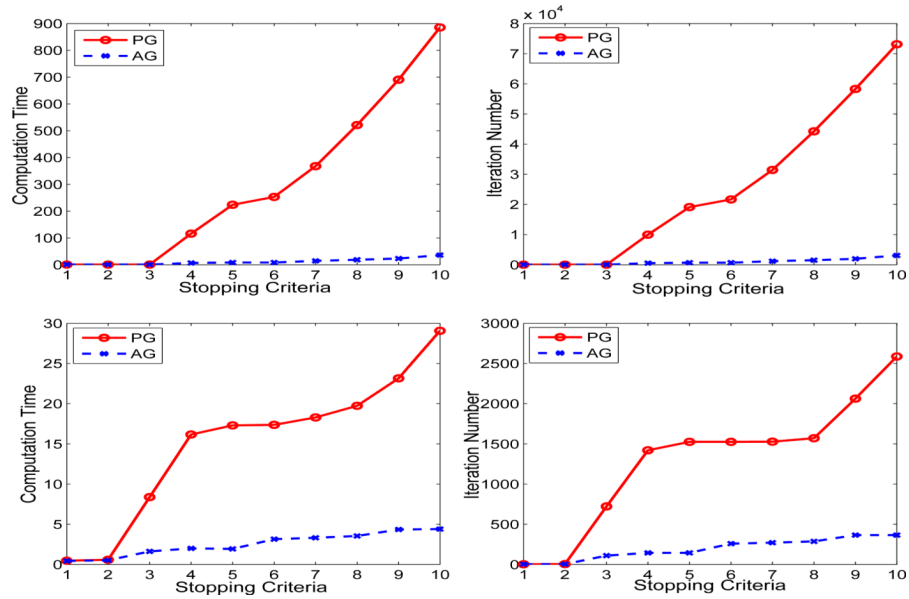 Computation Time
900
800
700
600
500
400
300
200
100
0
PG
AG
1 2 3 4 5 6 7 8 9 10
Stopping Criteria
Iteration Number
× 10⁴
8
7
6
5
4
3
2
1
0
PG
AG
1 2 3 4 5 6 7 8 9 10
Stopping Criteria
Computation Time
30
25
20
15
10
5
0
PG
AG
1 2 3 4 5 6 7 8 9 10
Stopping Criteria
Iteration Number
3000
2500
2000
1500
1000
500
0
PG
AG
1 2 3 4 5 6 7 8 9 10
Stopping Criteria